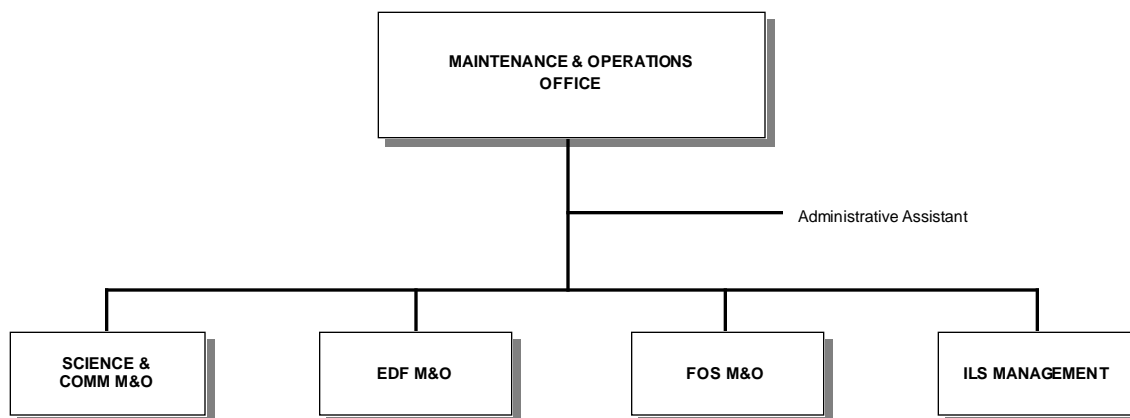 MAINTENANCE & OPERATIONS
OFFICE
Administrative Assistant
SCIENCE &
COMM M&O
EDF M&O
FOS M&O
ILS MANAGEMENT